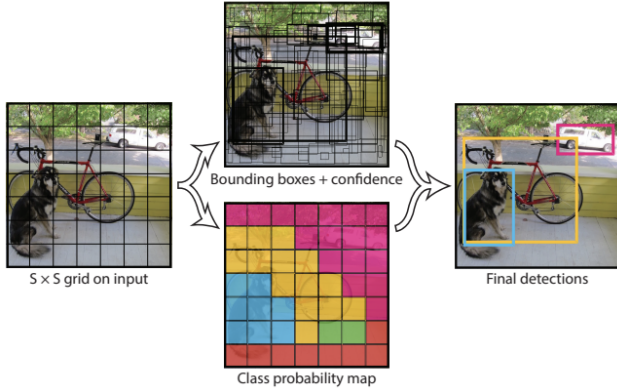 Bounding boxes + confidence
S × S grid on input
Final detections
Class probability map